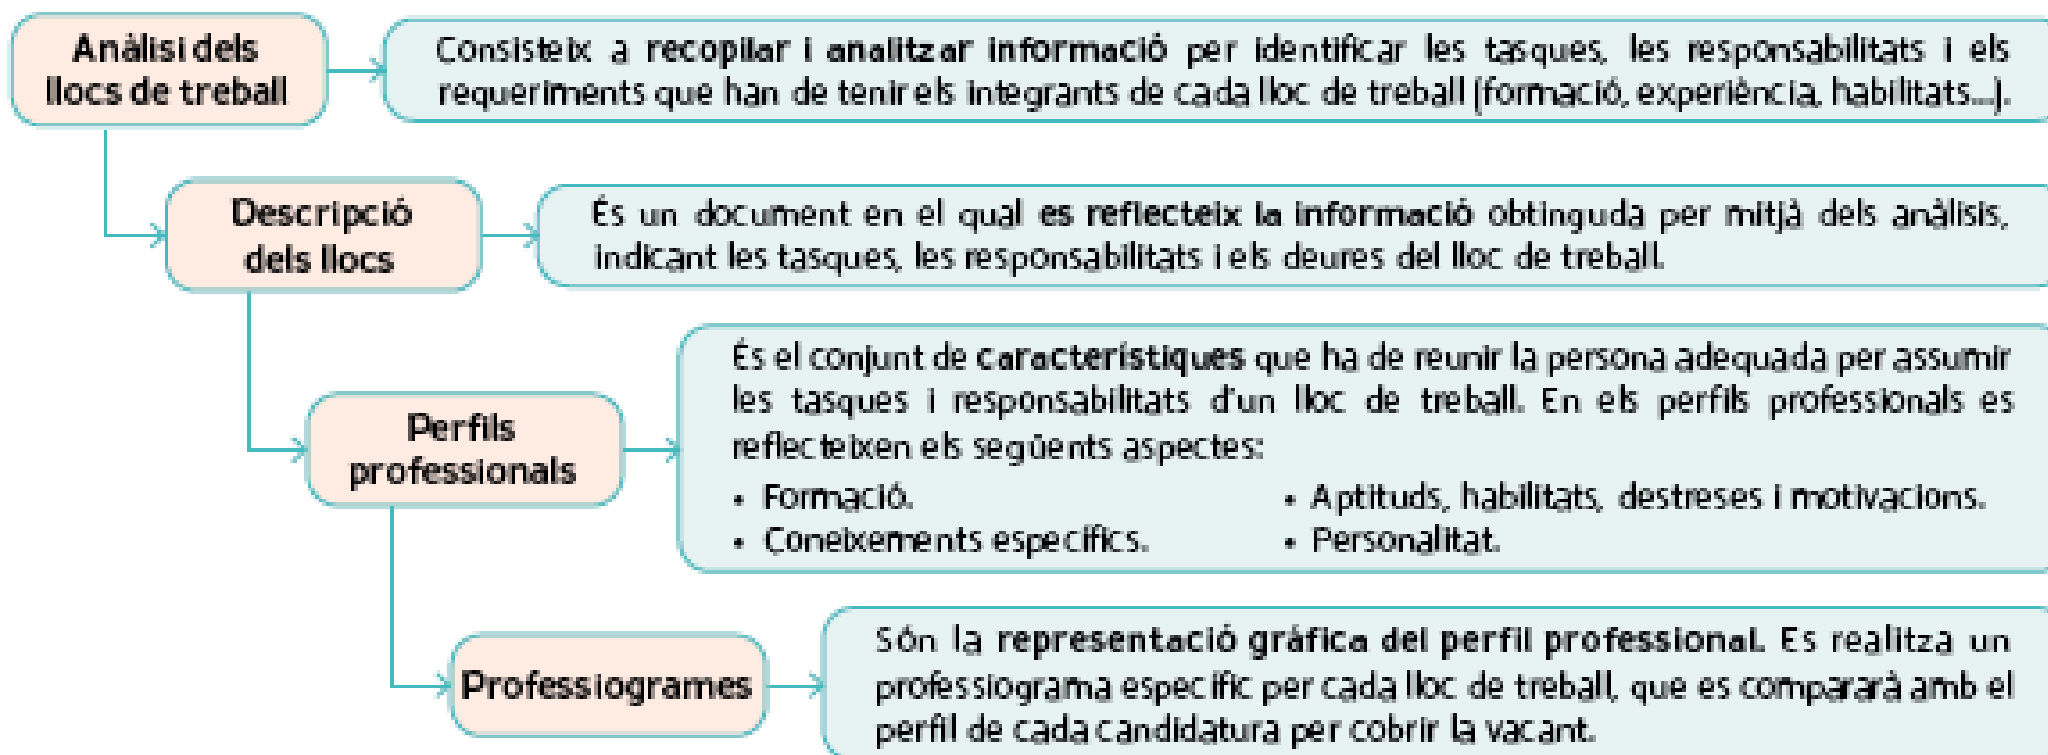 Anàlisi dels
llocs de treball
Consisteix a recopilar i analitzar informació per identificar les tasques, les responsabilitats i els
requeriments que han de tenir els integrants de cada lloc de treball (formació, experiència, habilitats...).
Descripció
dels llocs
És un document en el qual es reflecteix la informació obtinguda per mitjà dels anàlisis,
indicant les tasques, les responsabilitats i els deures del lloc de treball.
Perfils
professionals
És el conjunt de característiques que ha de reunir la persona adequada per assumir
les tasques i responsabilitats d'un lloc de treball. En els perfils professionals es
reflecteixen els següents aspectes:
• Formació.
• Coneixements específics.
• Aptituds, habilitats, destreses i motivacions.
• Personalitat.
Professiogrames
Són la representació gráfica del perfil professional. Es realitza un
professiograma específic per cada lloc de treball, que es compararà amb el
perfil de cada candidatura per cobrir la vacant.